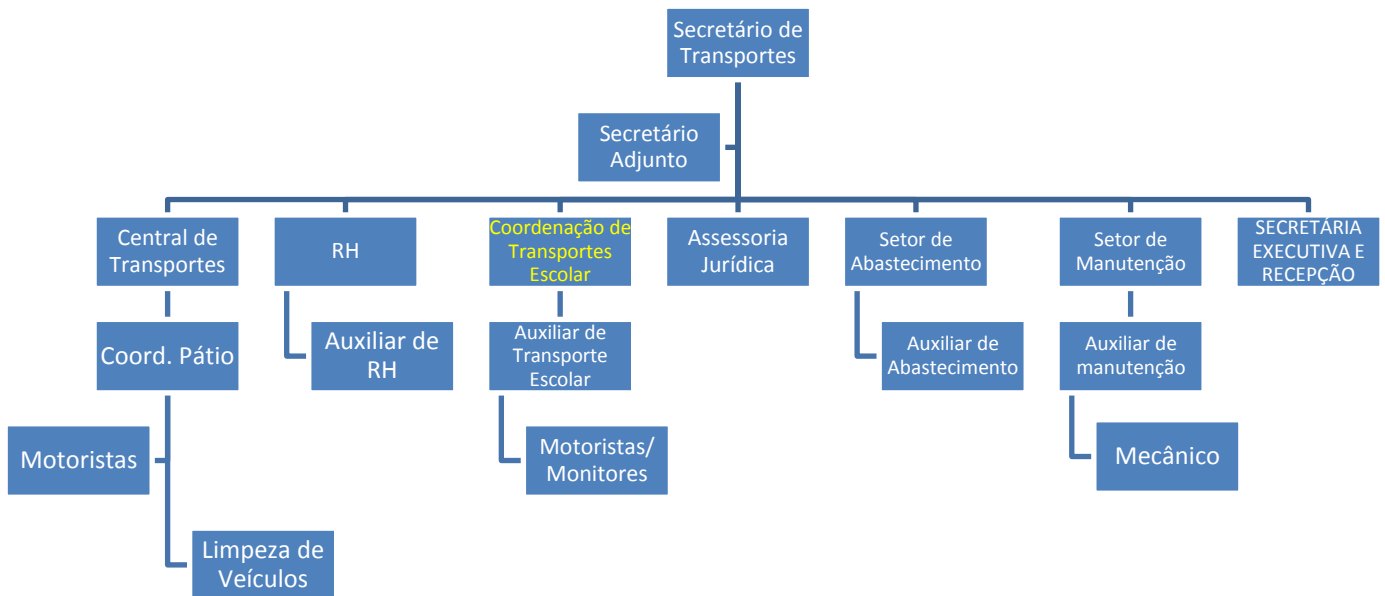 Secretário de
Transportes
Secretário
Adjunto
Central de
Transportes
RH
Coordenação de
Transportes
Escolar
Assessoria
Jurídica
Setor de
Abastecimento
Setor de
Manutenção
SECRETÁRIA
EXECUTIVA E
RECEPÇÃO
Coord. Pátio
Auxiliar de
RH
Auxiliar de
Transporte
Escolar
Auxiliar de
Abastecimento
Auxiliar de
manutenção
Motoristas
Motoristas/
Monitores
Mecânico
Limpeza de
Veículos